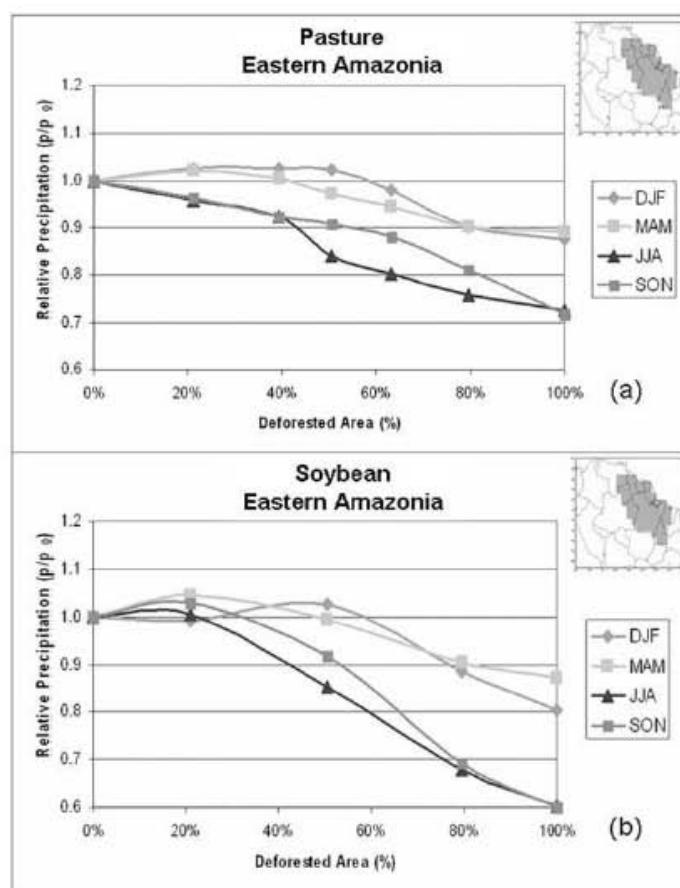 Pasture
Eastern Amazonia
Relative Precipitation (p/p 0)
1.2
1.1
1.0
0.9
0.8
0.7
0.6
0%
20%
40%
60%
80%
100%
Deforested Area (%)
DJF
MAM
JJA
SON
(a)
Soybean
Eastern Amazonia
Relative Precipitation (p/p 0)
1.2
1.1
1.0
0.9
0.8
0.7
0.6
0%
20%
40%
60%
80%
100%
Deforested Area (%)
DJF
MAM
JJA
SON
(b)